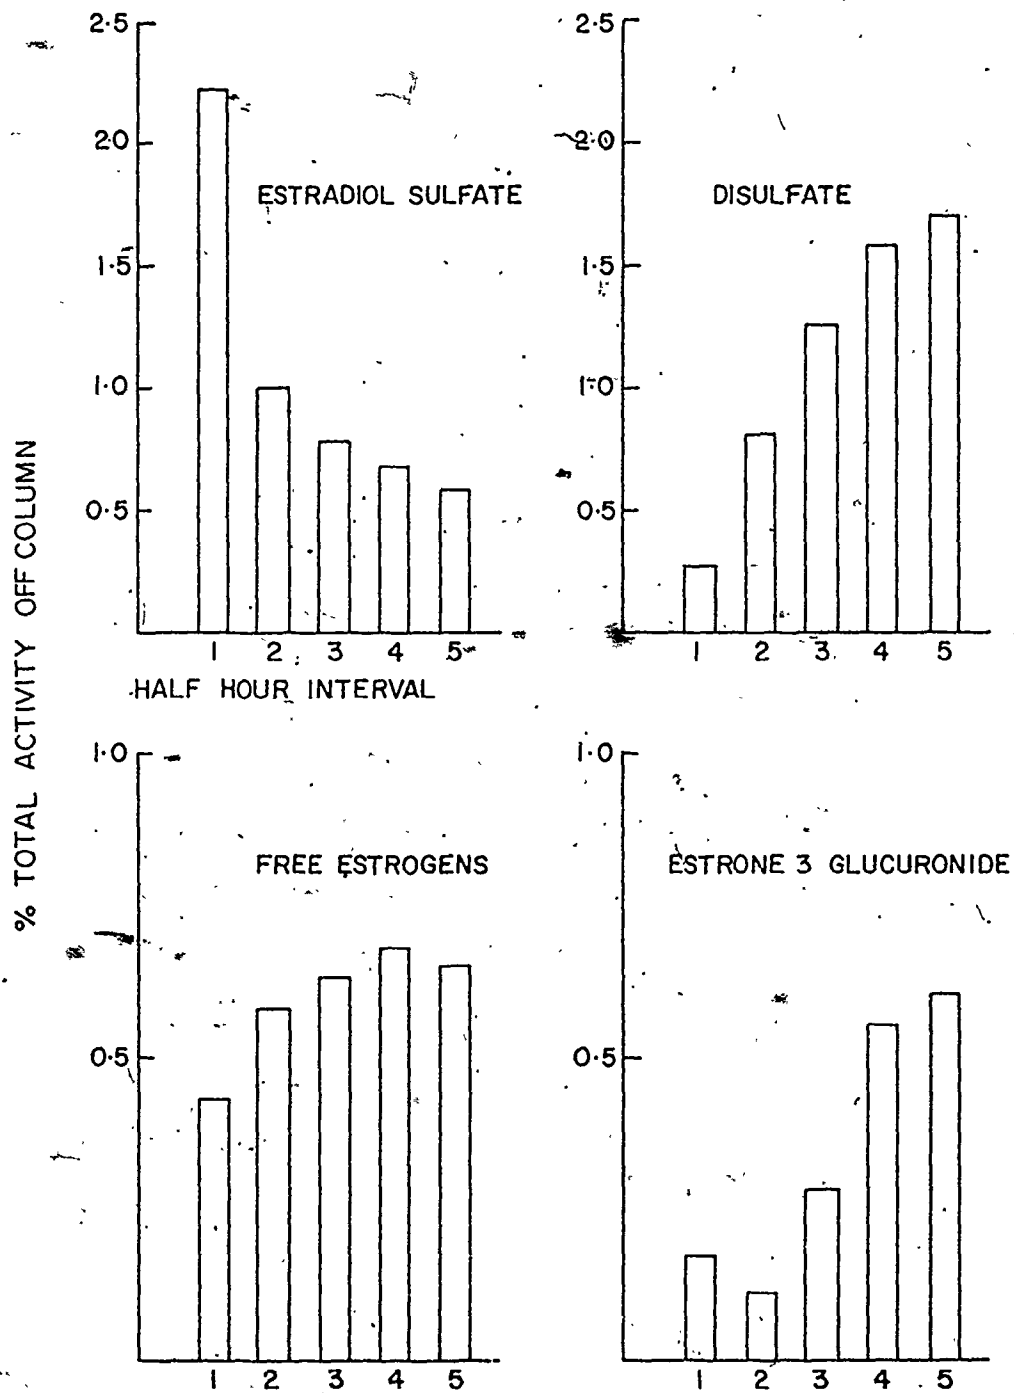 % TOTAL ACTIVITY OFF COLUMN
2.5
2.0
1.5
1.0
0.5
ESTRADIOL SULFATE
1 2 3 4 5
HALF HOUR INTERVAL
2.5
2.0
1.5
1.0
0.5
DISULFATE
1 2 3 4 5
1.0
0.5
FREE ESTROGENS
1 2 3 4 5
1.0
0.5
ESTRONE 3 GLUCURONIDE
1 2 3 4 5